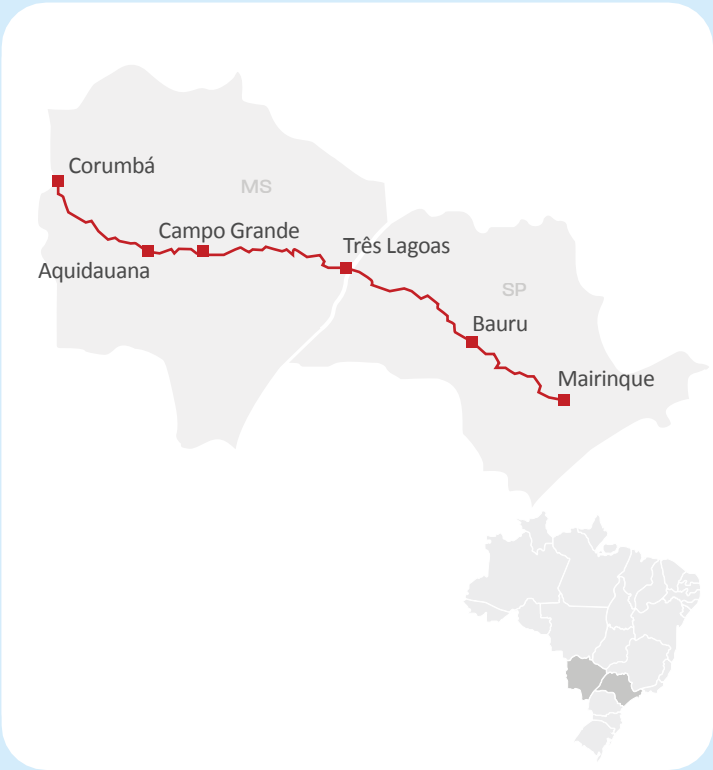 Corumbá
MS
Campo Grande
Três Lagoas
Aquidauana
SP
Bauru
Mairinque